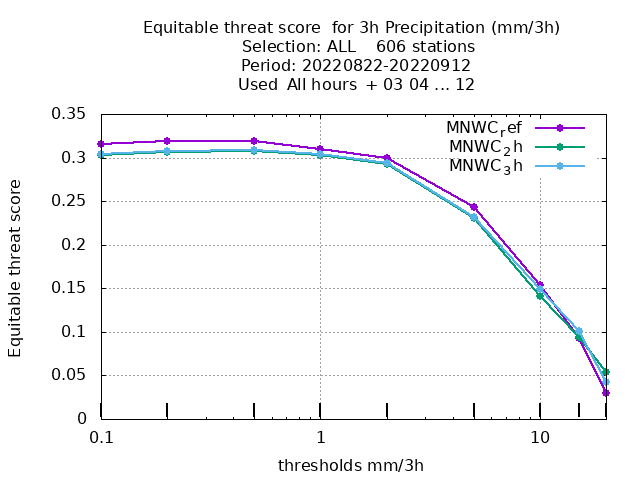 Equitable threat score  for 3h Precipitation (mm/3h)
Selection: ALL    606 stations
Period: 20220822-20220912
Used  All hours  + 03 04 ... 12
0.35
0.3
0.25
0.2
0.15
0.1
0.05
0
Equitable threat score
MNWC_ref
MNWC_2h
MNWC_3h
0.1
1
10
thresholds mm/3h